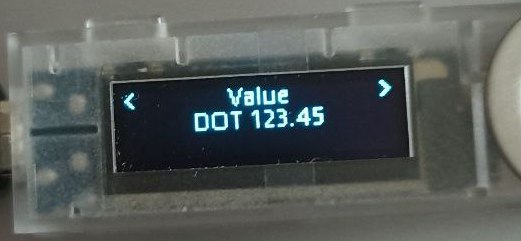 < Value >
DOT 123.45